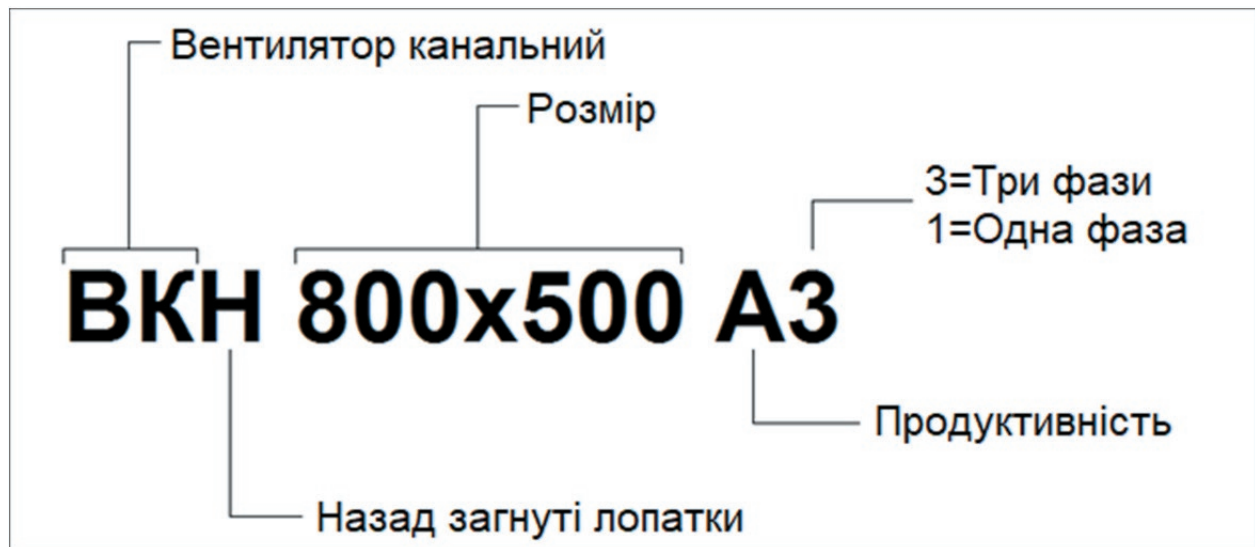 Вентилятор канальний
Розмір
3=Три фази
1=Одна фаза
ВКН 800x500 А3
Продуктивність
Назад загнуті лопатки